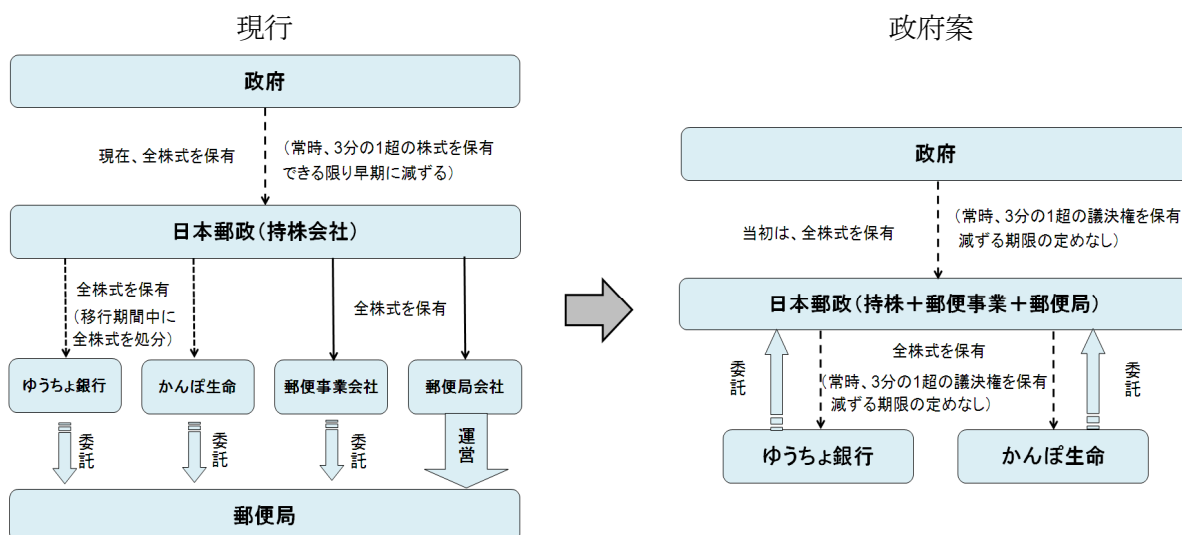 現行
政府
現在、全株式を保有
(常時、3分の1超の株式を保有
できる限り早期に減ずる)
日本郵政(持株会社)
全株式を保有
(移行期間中に
全株式を処分)
全株式を保有
ゆうちょ銀行
かんぽ生命
郵便事業会社
郵便局会社
委託
委託
委託
運営
郵便局
政府案
政府
当初は、全株式を保有
(常時、3分の1超の議決権を保有
減ずる期限の定めなし)
日本郵政(持株+郵便事業+郵便局)
委託
全株式を保有
(常時、3分の1超の議決権を保有
減ずる期限の定めなし)
委託
ゆうちょ銀行
かんぽ生命